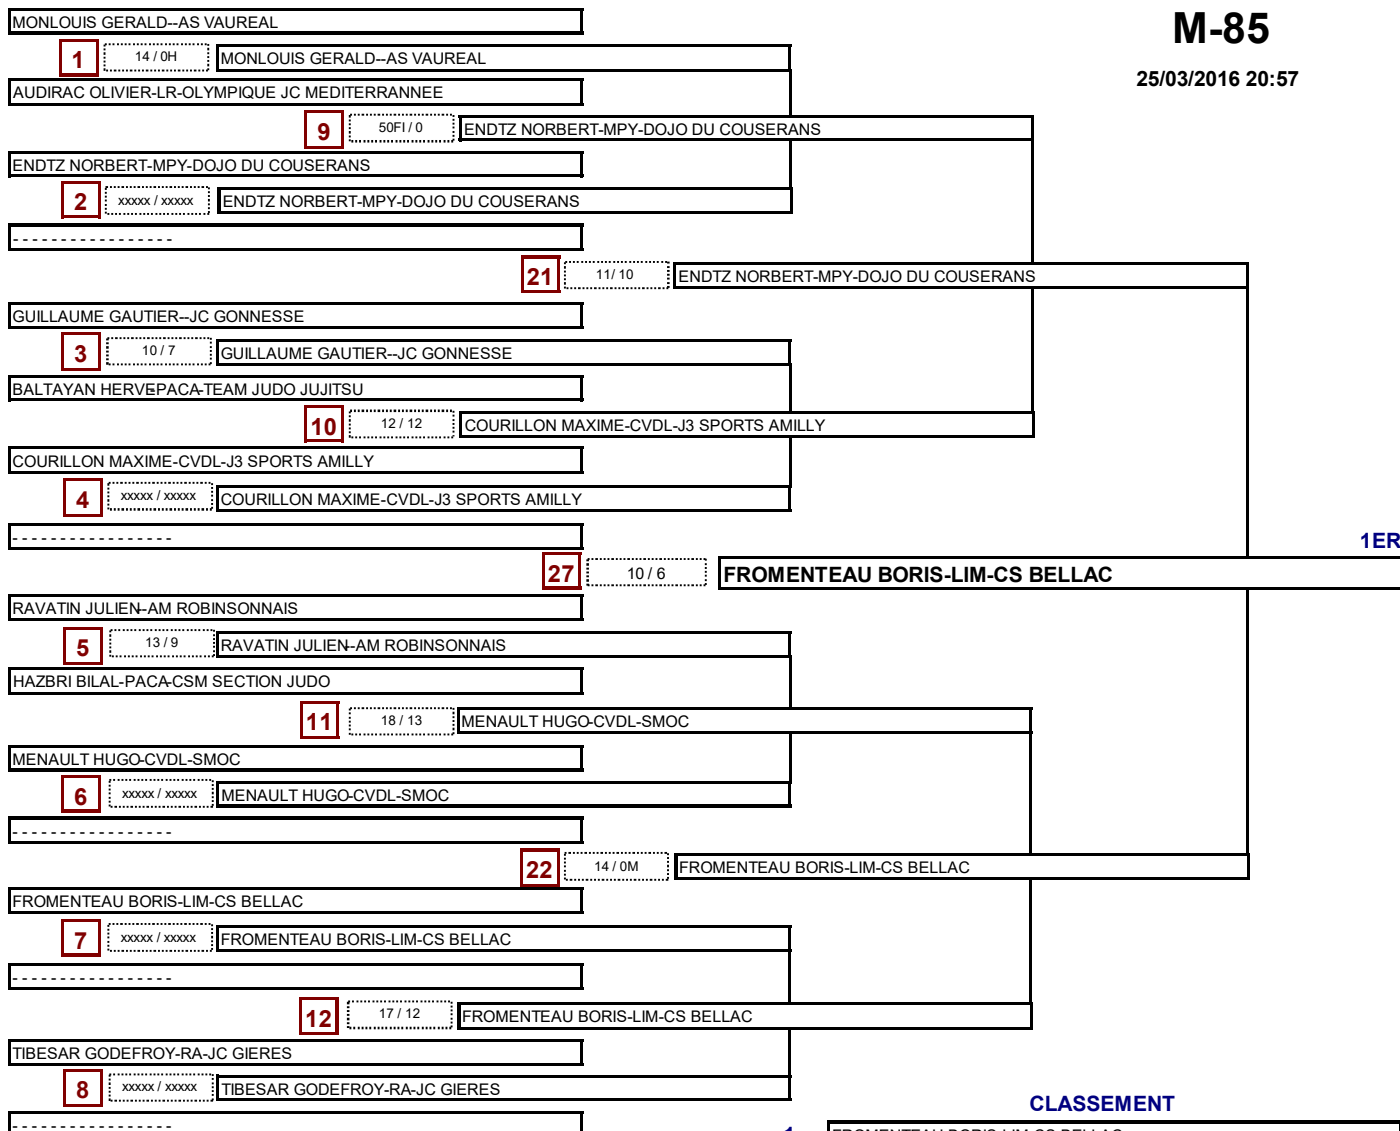 MONLOUIS GERALD--AS VAUREAL
M-85
1
14 / 0H
MONLOUIS GERALD--AS VAUREAL
25/03/2016 20:57
AUDIRAC OLIVIER-LR-OLYMPIQUE JC MEDITERRANNEE
9
50FI / 0
ENDTZ NORBERT-MPY-DOJO DU COUSERANS
ENDTZ NORBERT-MPY-DOJO DU COUSERANS
2
xxxxx / xxxxx
ENDTZ NORBERT-MPY-DOJO DU COUSERANS
- - - - - - - - - - - - - - - - -
21
11/ 10
ENDTZ NORBERT-MPY-DOJO DU COUSERANS
GUILLAUME GAUTIER--JC GONNESSE
3
10 / 7
GUILLAUME GAUTIER--JC GONNESSE
BALTAYAN HERVE-PACA-TEAM JUDO JUJITSU
10
12 / 12
COURILLON MAXIME-CVDL-J3 SPORTS AMILLY
COURILLON MAXIME-CVDL-J3 SPORTS AMILLY
4
xxxxx / xxxxx
COURILLON MAXIME-CVDL-J3 SPORTS AMILLY
- - - - - - - - - - - - - - - - -
1ER
27
10 / 6
FROMENTEAU BORIS-LIM-CS BELLAC
RAVATIN JULIEN--AM ROBINSONNAIS
5
13 / 9
RAVATIN JULIEN--AM ROBINSONNAIS
HAZBRI BILAL-PACA-CSM SECTION JUDO
11
18 / 13
MENAULT HUGO-CVDL-SMOC
MENAULT HUGO-CVDL-SMOC
6
xxxxx / xxxxx
MENAULT HUGO-CVDL-SMOC
- - - - - - - - - - - - - - - - -
22
14 / 0M
FROMENTEAU BORIS-LIM-CS BELLAC
FROMENTEAU BORIS-LIM-CS BELLAC
7
xxxxx / xxxxx
FROMENTEAU BORIS-LIM-CS BELLAC
- - - - - - - - - - - - - - - - -
12
17 / 12
FROMENTEAU BORIS-LIM-CS BELLAC
TIBESAR GODEFROY-RA-JC GIERES
8
xxxxx / xxxxx
TIBESAR GODEFROY-RA-JC GIERES
CLASSEMENT
- - - - - - - - - - - - - - - - -
1
FROMENTEAU BORIS-LIM-CS BELLAC